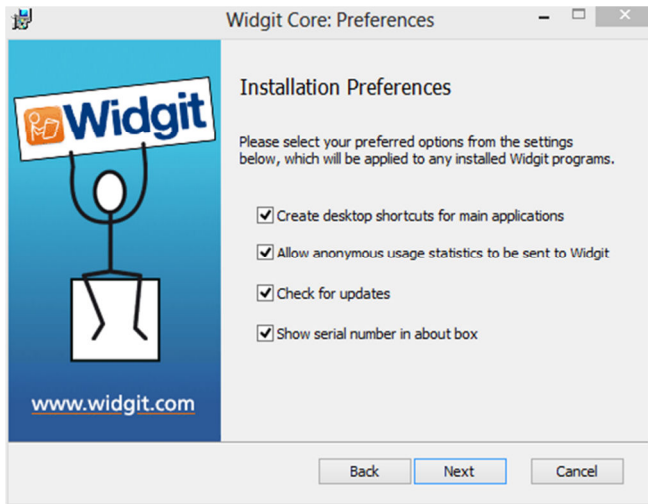 Widgit Core: Preferences
Widgit
Installation Preferences
Please select your preferred options from the settings
below, which will be applied to any installed Widgit programs.
Create desktop shortcuts for main applications
Allow anonymous usage statistics to be sent to Widgit
Check for updates
Show serial number in about box
www.widgit.com
Back Next Cancel